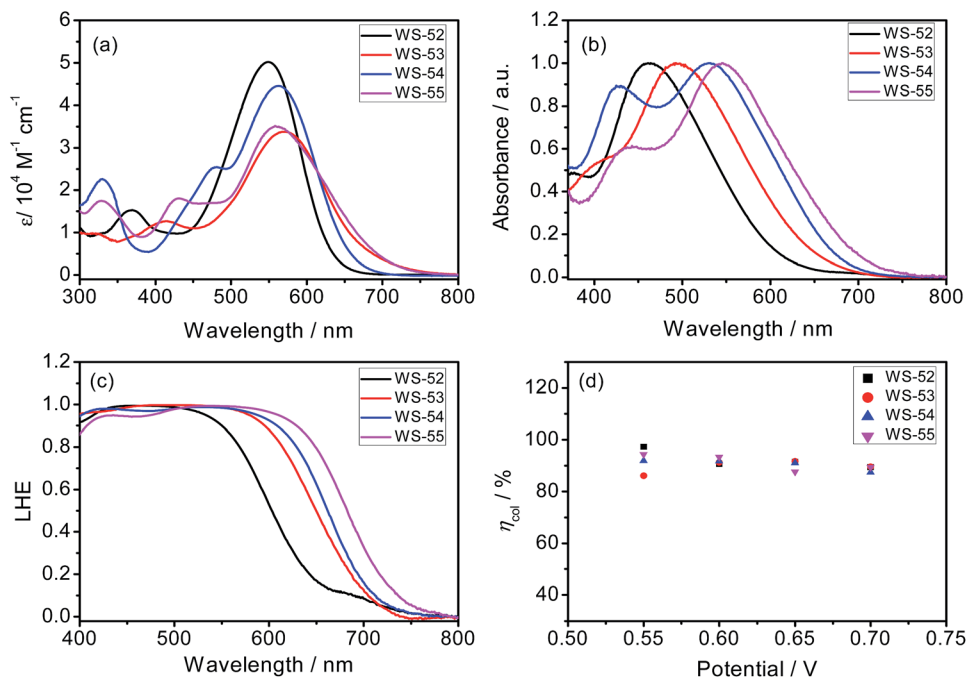 (a)
WS-52
WS-53
WS-54
WS-55
ε/ 10⁴ M⁻¹ cm⁻¹
5
4
3
2
1
0
300 400 500 600 700 800
Wavelength / nm
(b)
WS-52
WS-53
WS-54
WS-55
Absorbance / a.u.
1.2
1.0
0.8
0.6
0.4
0.2
0.0
400 500 600 700 800
Wavelength / nm
(c)
WS-52
WS-53
WS-54
WS-55
LHE
1.2
1.0
0.8
0.6
0.4
0.2
0.0
400 500 600 700 800
Wavelength / nm
(d)
WS-52
WS-53
WS-54
WS-55
ηcol / %
120
100
80
60
40
0.50 0.55 0.60 0.65 0.70 0.75
Potential / V